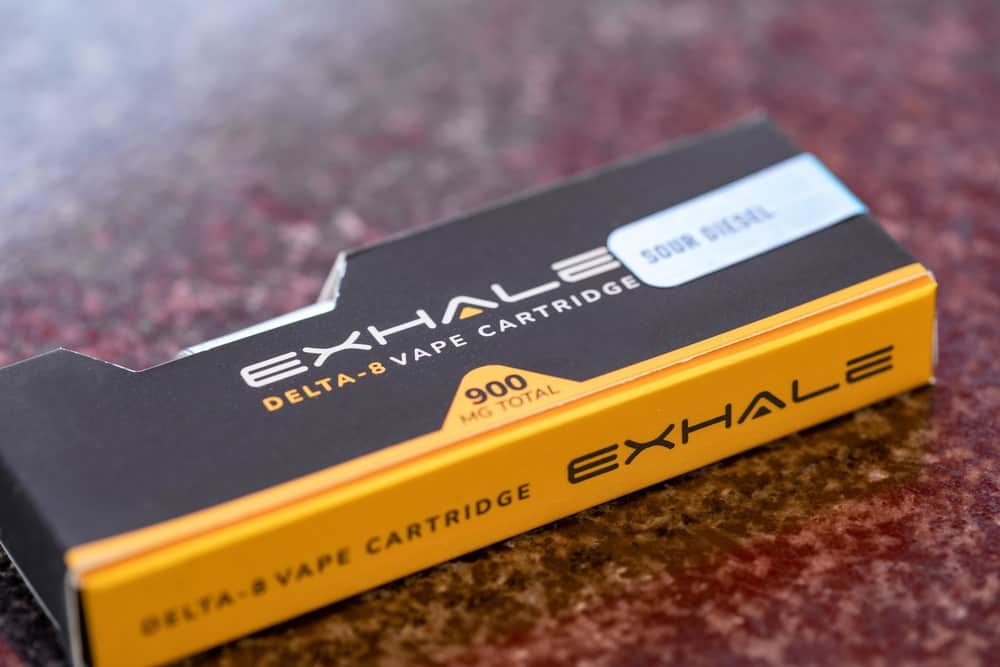 SOUR DIESEL
EXHALE
DELTA-8 VAPE CARTRIDGE
900
MG TOTAL
DELTA-8 VAPE CARTRIDGE
EXHALE